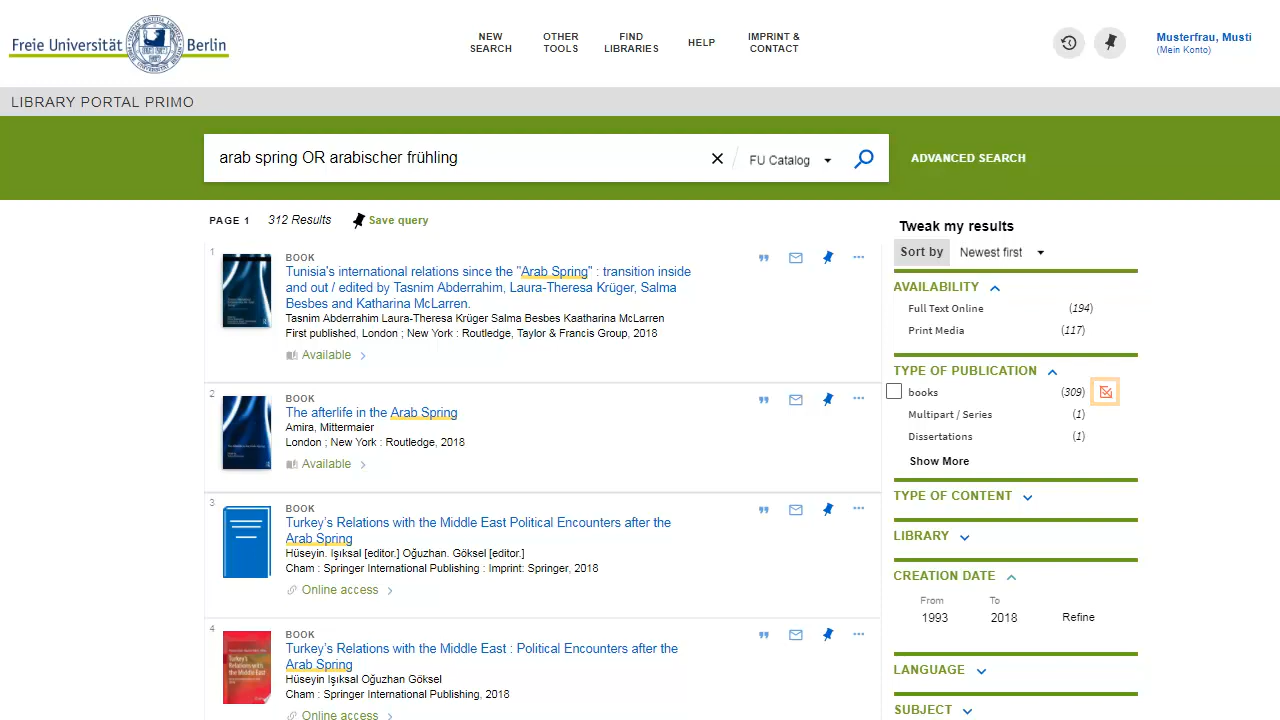 Freie Universität Berlin
NEW
SEARCH
OTHER
TOOLS
FIND
LIBRARIES
HELP
IMPRINT &
CONTACT
Musterfrau, Musti
(Mein Konto)
LIBRARY PORTAL PRIMO
arab spring OR arabischer frühling
FU Catalog
ADVANCED SEARCH
PAGE 1 312 Results Save query
1
BOOK
Tunisia's international relations since the "Arab Spring" : transition inside
and out / edited by Tasnim Abderrahim, Laura-Theresa Krüger, Salma
Besbes and Katharina McLarren.
Tasnim Abderrahim Laura-Theresa Krüger Salma Besbes Kaatharina McLarren
First published, London ; New York : Routledge, Taylor & Francis Group, 2018
Available
2
BOOK
The afterlife in the Arab Spring
Amira, Mittermaier
London ; New York : Routledge, 2018
Available
3
BOOK
Turkey's Relations with the Middle East Political Encounters after the
Arab Spring
Hüseyin. Işıksal [editor.] Oğuzhan. Göksel [editor.]
Cham : Springer International Publishing : Imprint: Springer, 2018
Online access
4
Turkey's
Relations with
the Middle East
BOOK
Turkey's Relations with the Middle East : Political Encounters after the
Arab Spring
Hüseyin Işıksal Oğuzhan Göksel
Cham : Springer International Publishing, 2018
Online access
Tweak my results
Sort by Newest first
AVAILABILITY
Full Text Online (194)
Print Media (117)
TYPE OF PUBLICATION
books (309)
Multipart / Series (1)
Dissertations (1)
Show More
TYPE OF CONTENT
LIBRARY
CREATION DATE
From To
1993 2018 Refine
LANGUAGE
SUBJECT